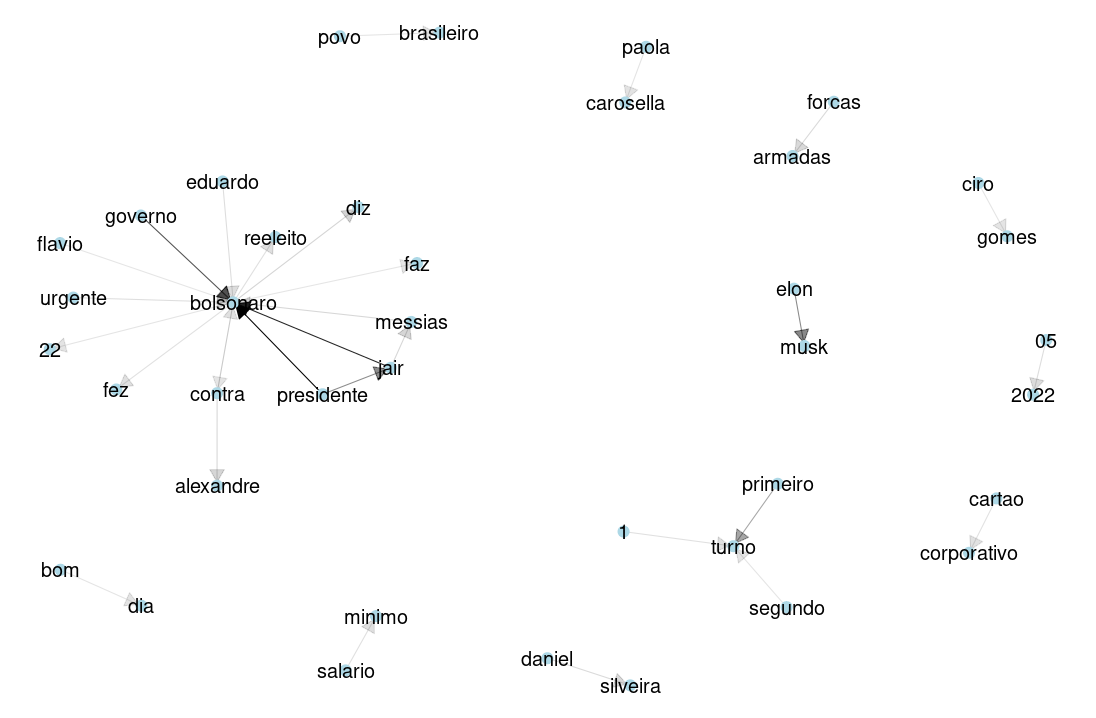 povo
brasileiro
paola
carosella
forcas
armadas
eduardo
ciro
diz
governo
reeleito
gomes
flavio
faz
elon
urgente
bolsonaro
messias
05
musk
22
jair
fez
contra
presidente
2022
alexandre
primeiro
cartao
1
turno
corporativo
bom
dia
segundo
minimo
daniel
salario
silveira